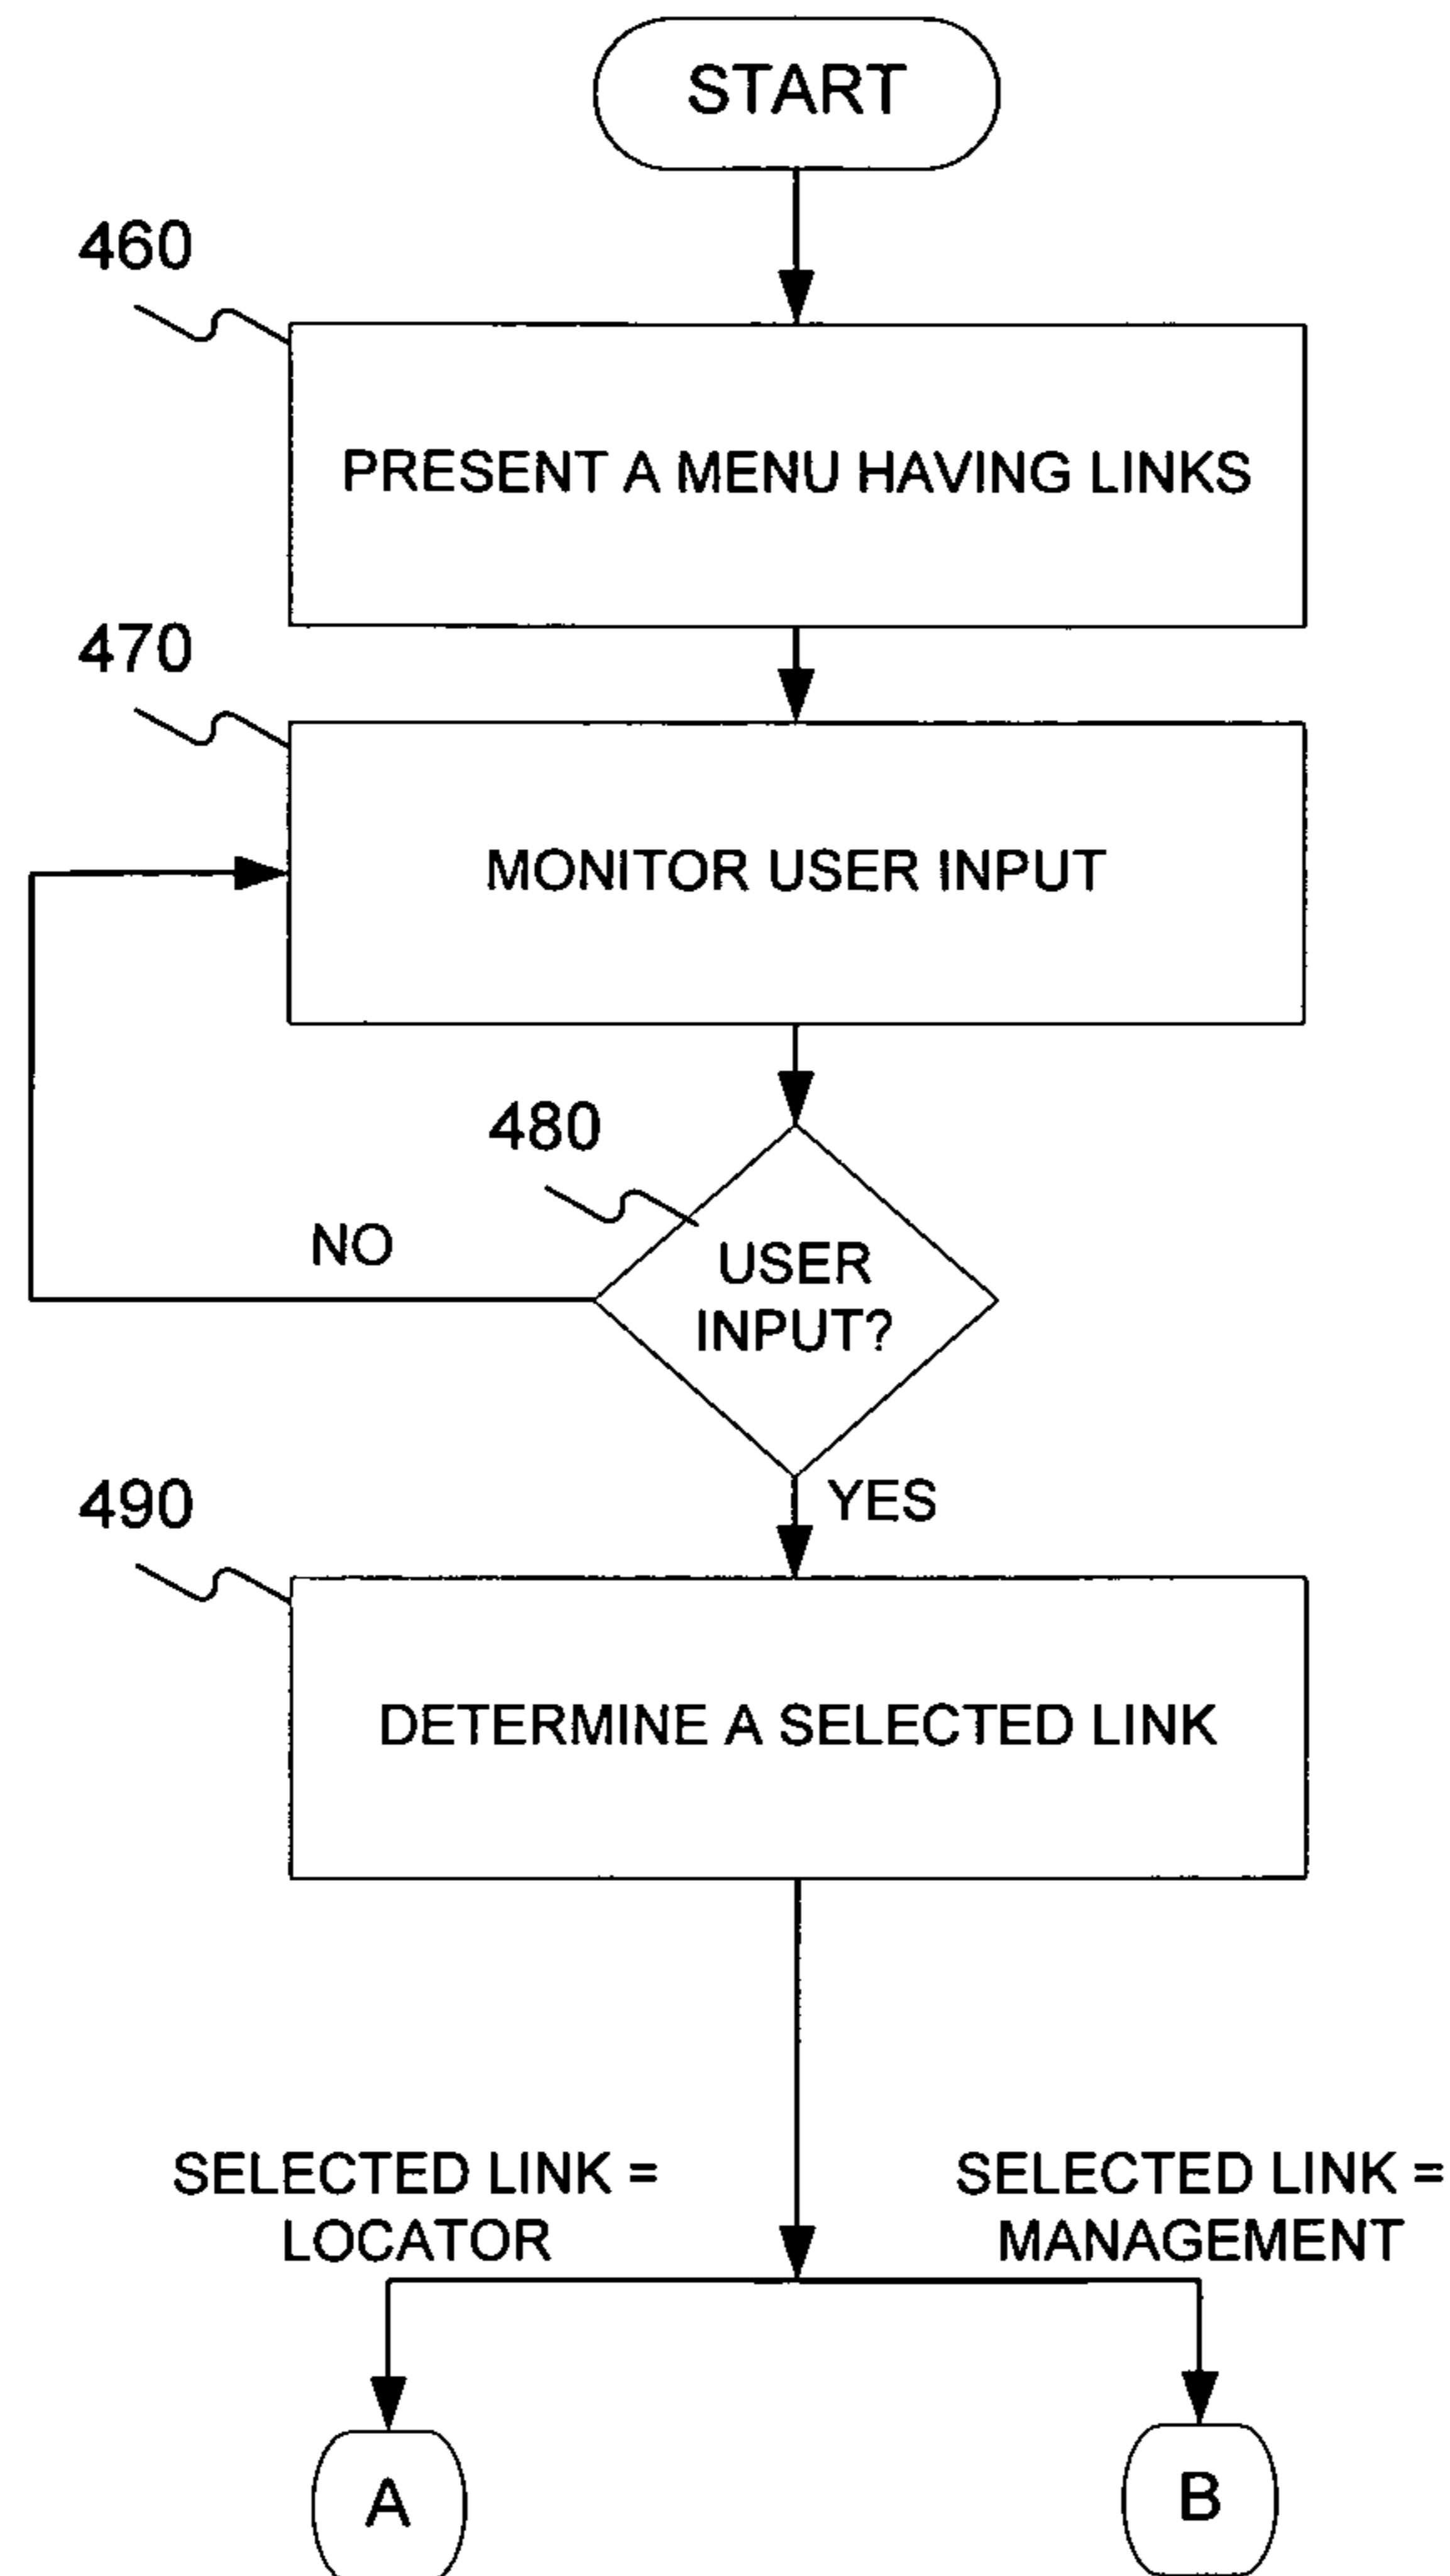 START
460
PRESENT A MENU HAVING LINKS
470
MONITOR USER INPUT
480
NO
USER
INPUT?
YES
490
DETERMINE A SELECTED LINK
SELECTED LINK =
LOCATOR
SELECTED LINK =
MANAGEMENT
A
B